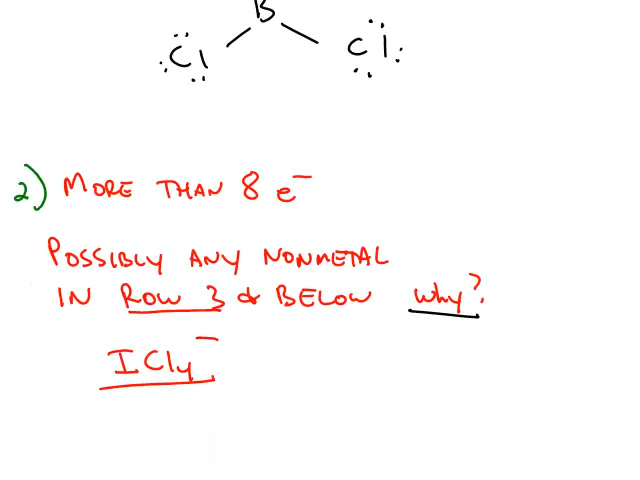 B
Cl Cl
2) MORE THAN 8 e⁻
POSSIBLY ANY NONMETAL
IN ROW 3 & BELOW Why?
ICl₄⁻